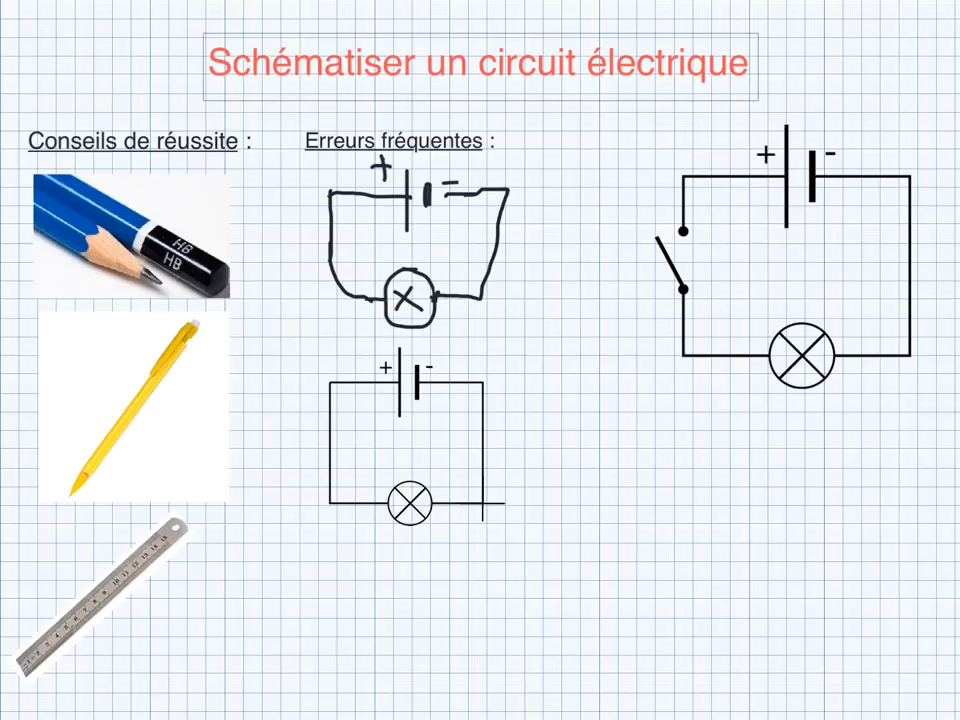 Schématiser un circuit électrique
Conseils de réussite :
Erreurs fréquentes :
+ -
+ -
+ -
HB
HB